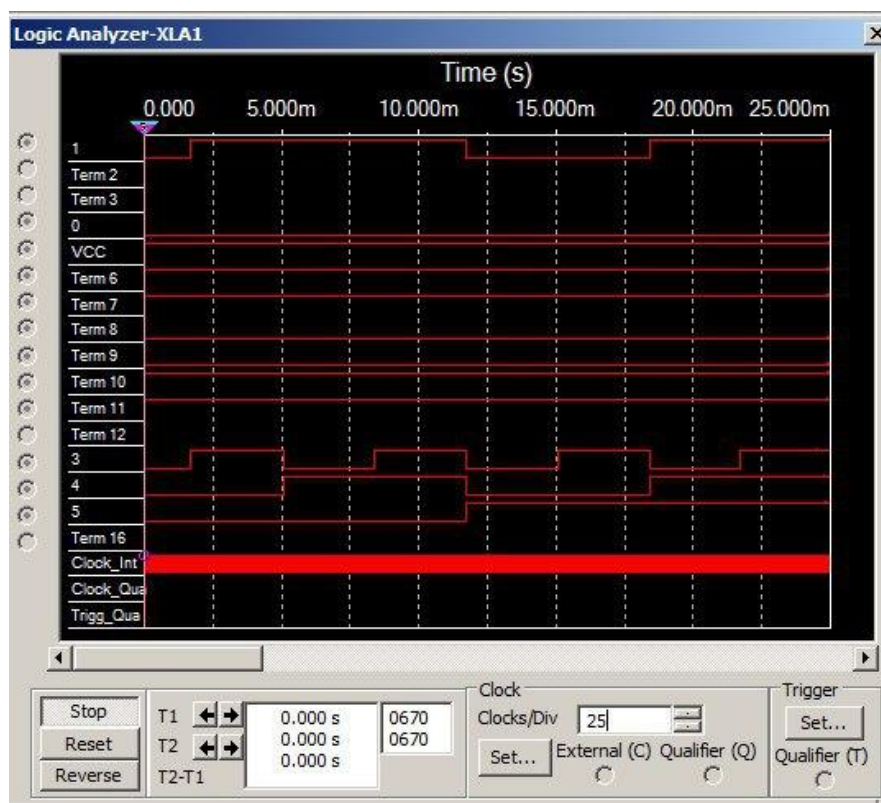 Logic Analyzer-XLA1
Time (s)
0.000 5.000m 10.000m 15.000m 20.000m 25.000m
1
Term 2
Term 3
0
VCC
Term 6
Term 7
Term 8
Term 9
Term 10
Term 11
Term 12
3
4
5
Term 16
Clock_Int
Clock_Qua
Trigg_Qua
Stop
Reset
Reverse
T1
T2
T2-T1
0.000 s
0.000 s
0.000 s
0670
0670
Clock
Clocks/Div 25
Set... External (C) Qualifier (Q)
Trigger
Set...
Qualifier (T)